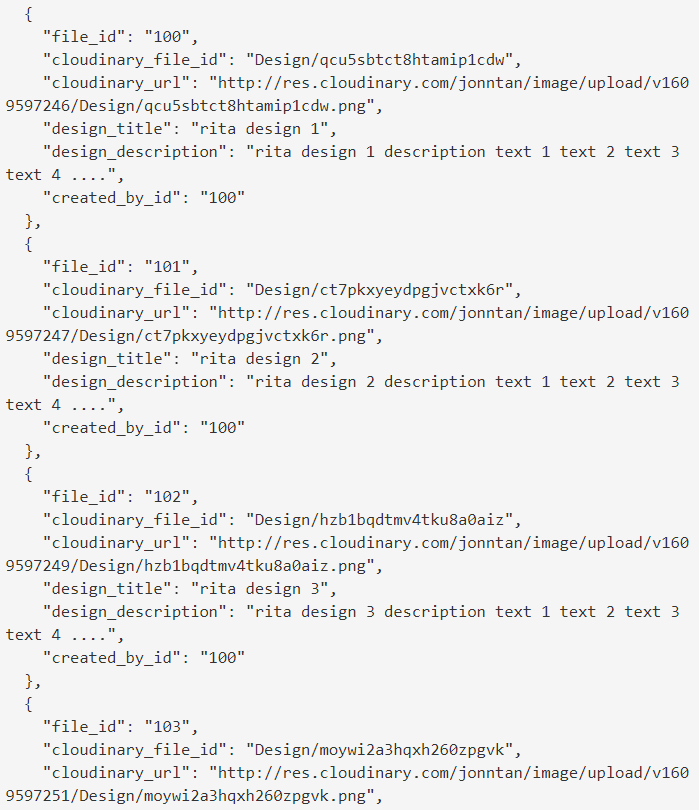 {
"file_id": "100",
"cloudinary_file_id": "Design/qcu5sbtct8htamip1cdw",
"cloudinary_url": "http://res.cloudinary.com/jonntan/image/upload/v160
9597246/Design/qcu5sbtct8htamip1cdw.png",
"design_title": "rita design 1",
"design_description": "rita design 1 description text 1 text 2 text 3
text 4 ....",
"created_by_id": "100"
},
{
"file_id": "101",
"cloudinary_file_id": "Design/ct7pkxyeydpgjvctxk6r",
"cloudinary_url": "http://res.cloudinary.com/jonntan/image/upload/v160
9597247/Design/ct7pkxyeydpgjvctxk6r.png",
"design_title": "rita design 2",
"design_description": "rita design 2 description text 1 text 2 text 3
text 4 ....",
"created_by_id": "100"
},
{
"file_id": "102",
"cloudinary_file_id": "Design/hzb1bqdtmv4tku8a0aiz",
"cloudinary_url": "http://res.cloudinary.com/jonntan/image/upload/v160
9597249/Design/hzb1bqdtmv4tku8a0aiz.png",
"design_title": "rita design 3",
"design_description": "rita design 3 description text 1 text 2 text 3
text 4 ....",
"created_by_id": "100"
},
{
"file_id": "103",
"cloudinary_file_id": "Design/moywi2a3hqxh260zpgvk",
"cloudinary_url": "http://res.cloudinary.com/jonntan/image/upload/v160
9597251/Design/moywi2a3hqxh260zpgvk.png",